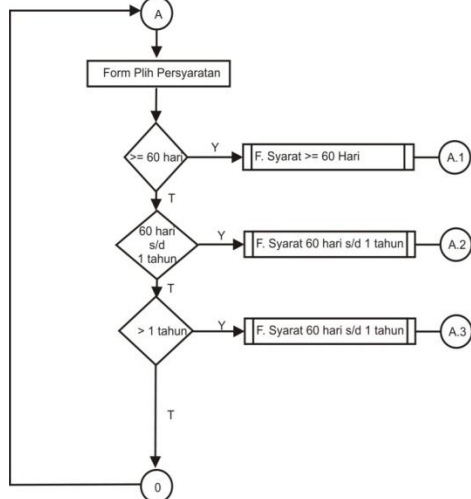 A
Form Plih Persyaratan
>= 60 hari
Y
F. Syarat >= 60 Hari
A.1
T
60 hari
s/d
1 tahun
Y
F. Syarat 60 hari s/d 1 tahun
A.2
T
> 1 tahun
Y
F. Syarat 60 hari s/d 1 tahun
A.3
T
0